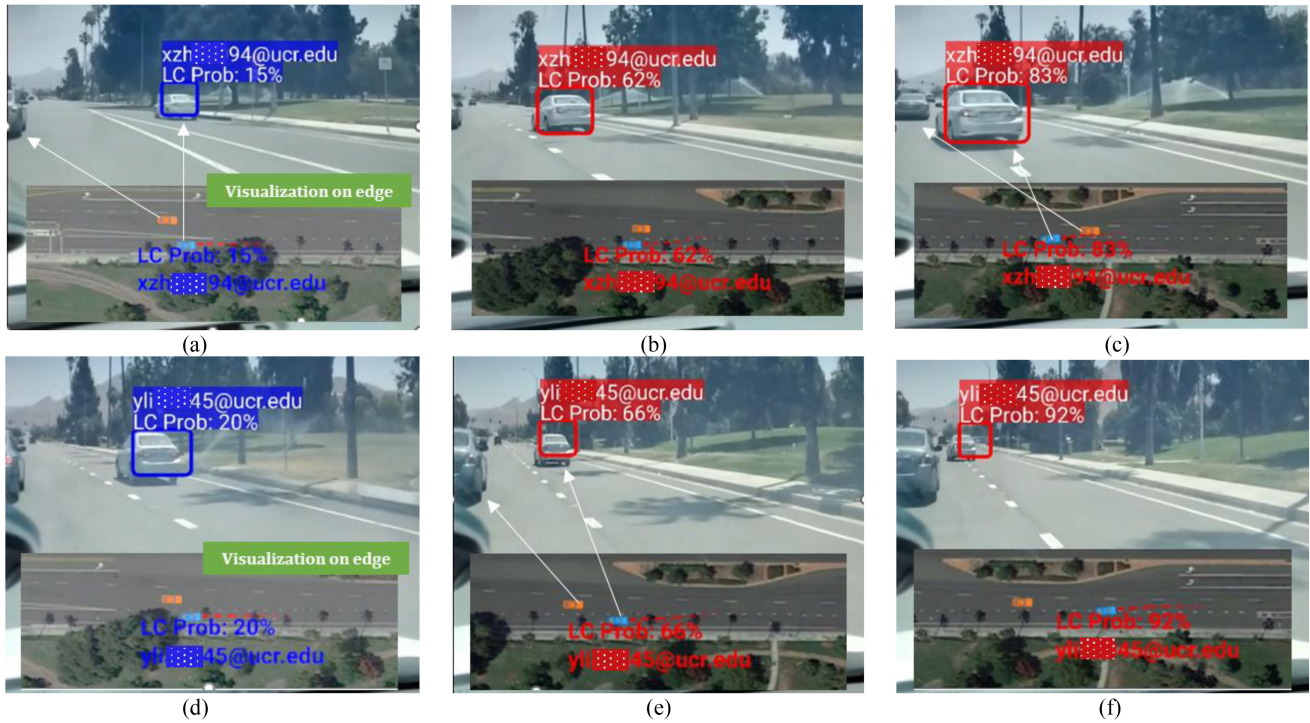 xzh 94@ucr.edu
LC Prob: 15%
Visualization on edge
LC Prob: 15%
xzh 94@ucr.edu
(a)
xzh 94@ucr.edu
LC Prob: 62%
LC Prob: 62%
xzh 94@ucr.edu
(b)
xzh 94@ucr.edu
LC Prob: 83%
LC Prob: 83%
xzh 94@ucr.edu
(c)
yli 45@ucr.edu
LC Prob: 20%
Visualization on edge
LC Prob: 20%
yli 45@ucr.edu
(d)
yli 45@ucr.edu
LC Prob: 66%
LC Prob: 66%
yli 45@ucr.edu
(e)
yli 45@ucr.edu
LC Prob: 92%
LC Prob: 92%
yli 45@ucr.edu
(f)